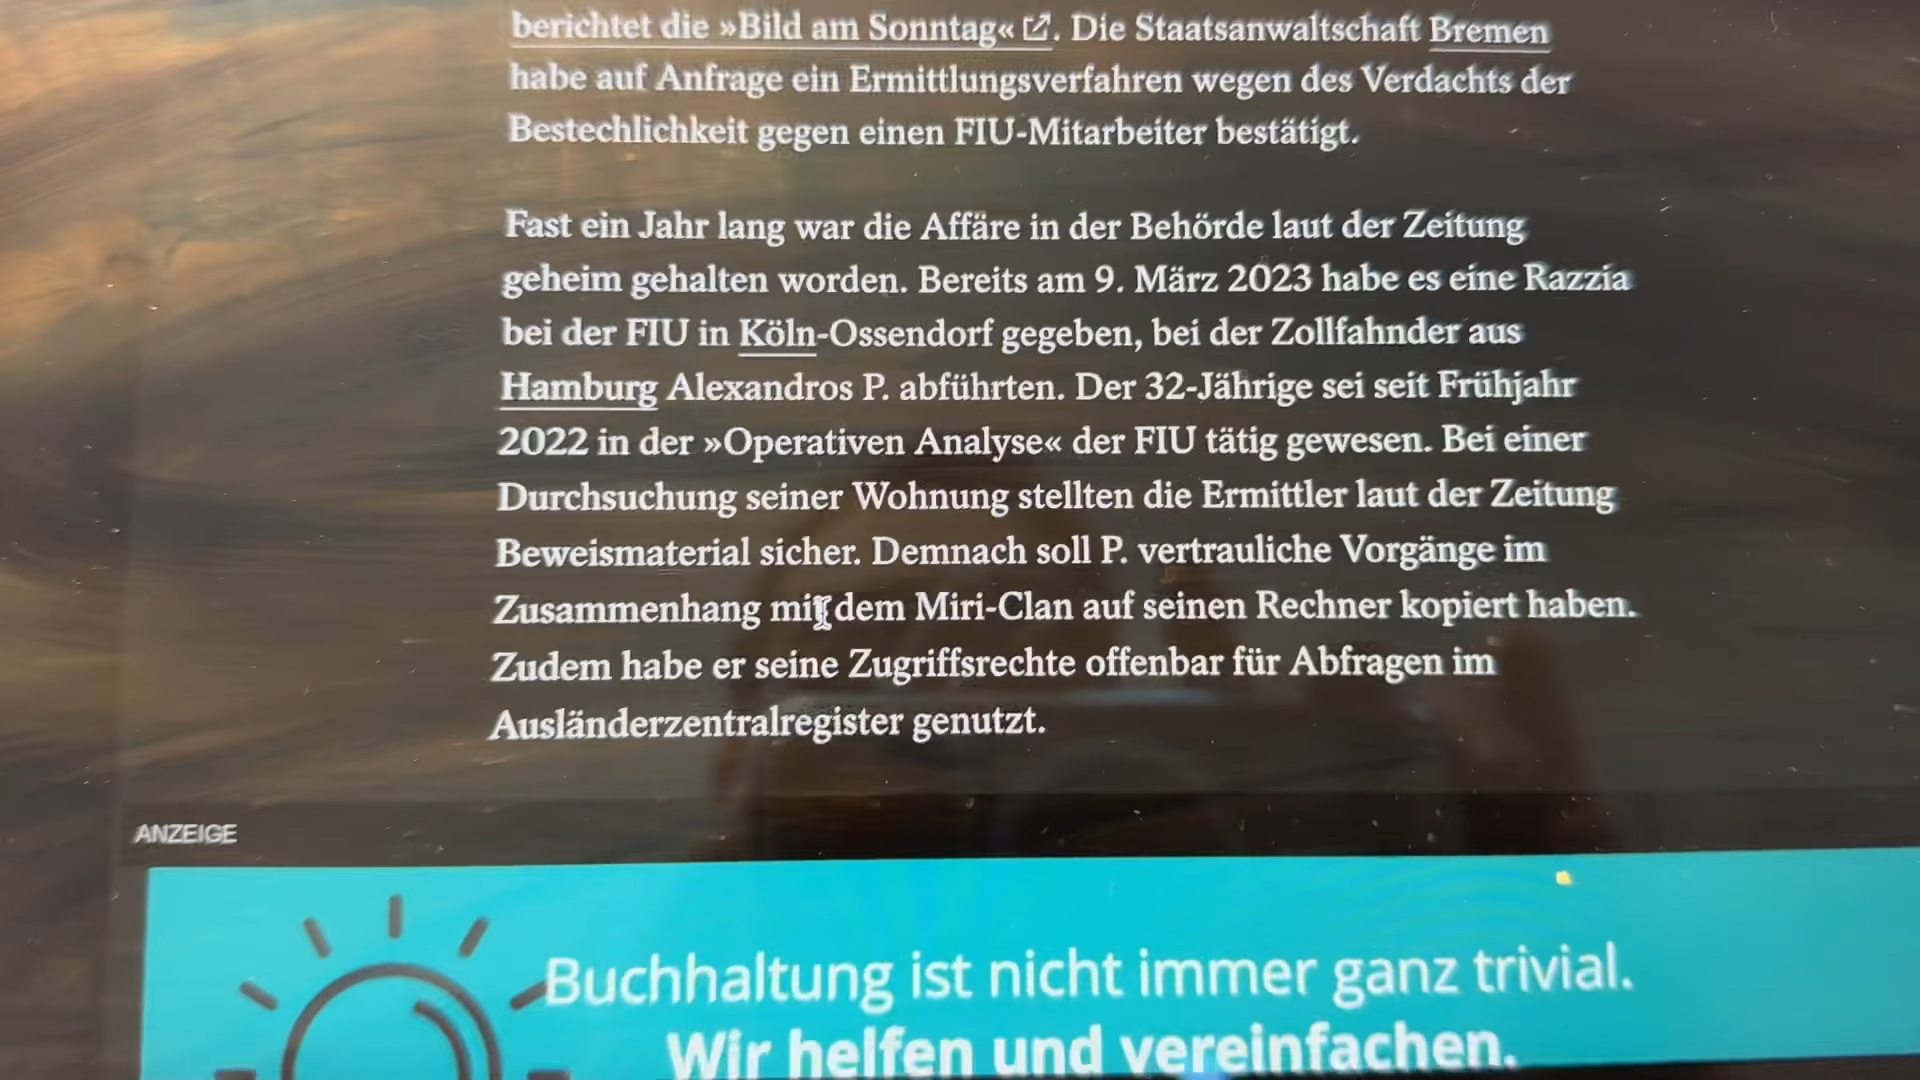 berichtet die »Bild am Sonntag«. Die Staatsanwaltschaft Bremen
habe auf Anfrage ein Ermittlungsverfahren wegen des Verdachts der
Bestechlichkeit gegen einen FIU-Mitarbeiter bestätigt.
Fast ein Jahr lang war die Affäre in der Behörde laut der Zeitung
geheim gehalten worden. Bereits am 9. März 2023 habe es eine Razzia
bei der FIU in Köln-Ossendorf gegeben, bei der Zollfahnder aus
Hamburg Alexandros P. abführten. Der 32-Jährige sei seit Frühjahr
2022 in der »Operativen Analyse« der FIU tätig gewesen. Bei einer
Durchsuchung seiner Wohnung stellten die Ermittler laut der Zeitung
Beweismaterial sicher. Demnach soll P. vertrauliche Vorgänge im
Zusammenhang mit dem Miri-Clan auf seinen Rechner kopiert haben.
Zudem habe er seine Zugriffsrechte offenbar für Abfragen im
Ausländerzentralregister genutzt.
ANZEIGE
Buchhaltung ist nicht immer ganz trivial.
Wir helfen und vereinfachen.